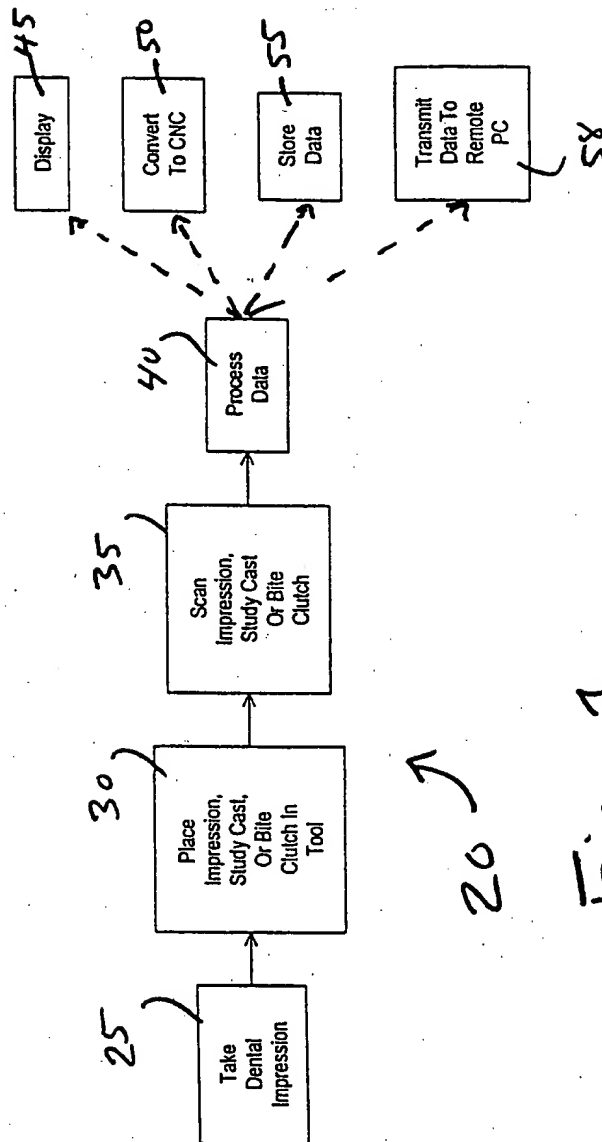 25
Take
Dental
Impression
30
Place
Impression,
Study Cast,
Or Bite
Clutch In
Tool
35
Scan
Impression,
Study Cast
Or Bite
Clutch
40
Process
Data
45
Display
50
Convert
To CNC
55
Store
Data
Transmit
Data To
Remote
PC
58
20